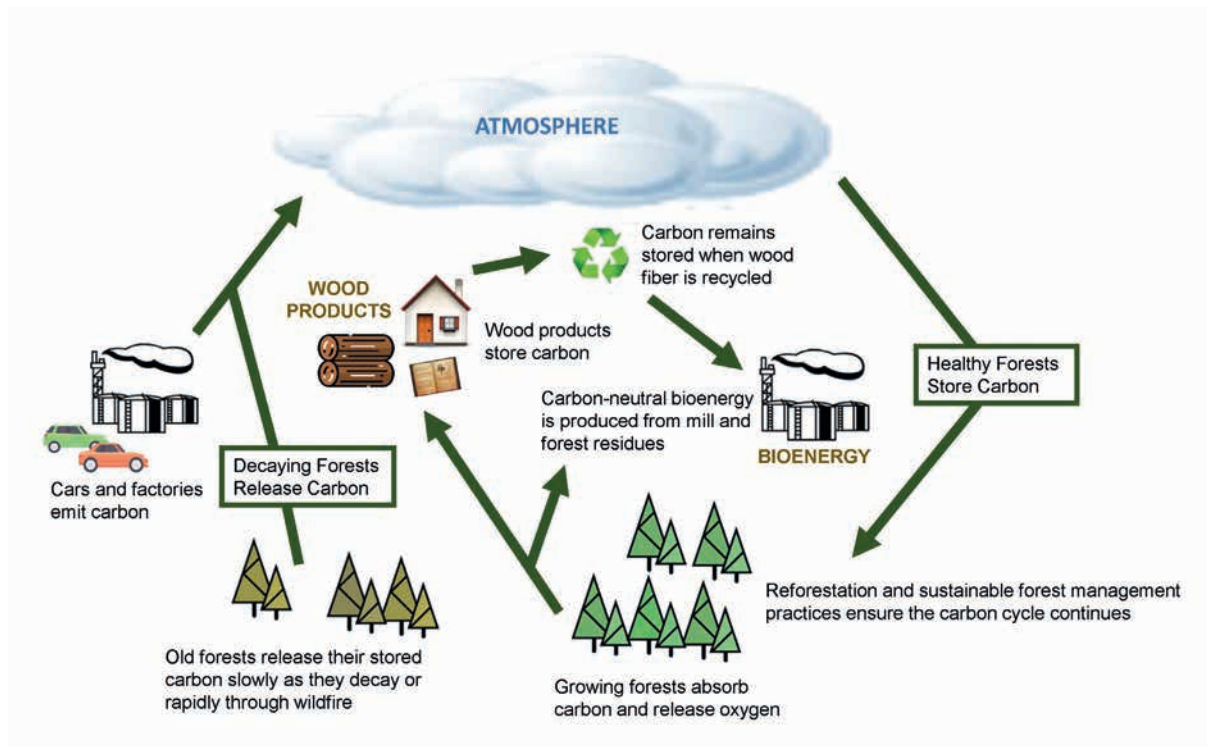 ATMOSPHERE
Carbon remains
stored when wood
fiber is recycled
WOOD
PRODUCTS
Wood products
store carbon
Healthy Forests
Store Carbon
Carbon-neutral bioenergy
is produced from mill and
forest residues
BIOENERGY
Decaying Forests
Release Carbon
Cars and factories
emit carbon
Reforestation and sustainable forest management
practices ensure the carbon cycle continues
Old forests release their stored
carbon slowly as they decay or
rapidly through wildfire
Growing forests absorb
carbon and release oxygen